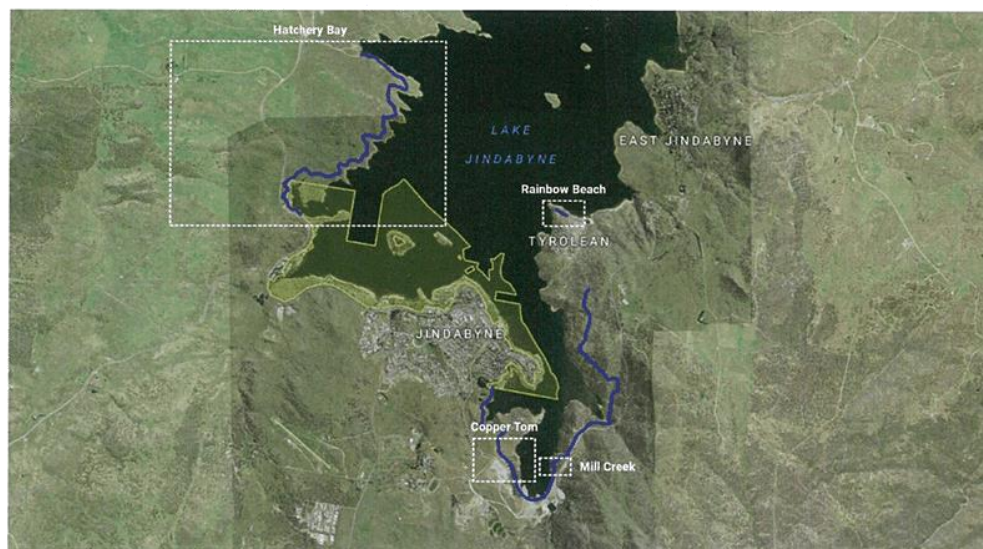 Hatchery Bay
LAKE
JINDABYNE
EAST JINDABYNE
Rainbow Beach
TYROLEAN
JINDABYNE
Copper Tom
Mill Creek